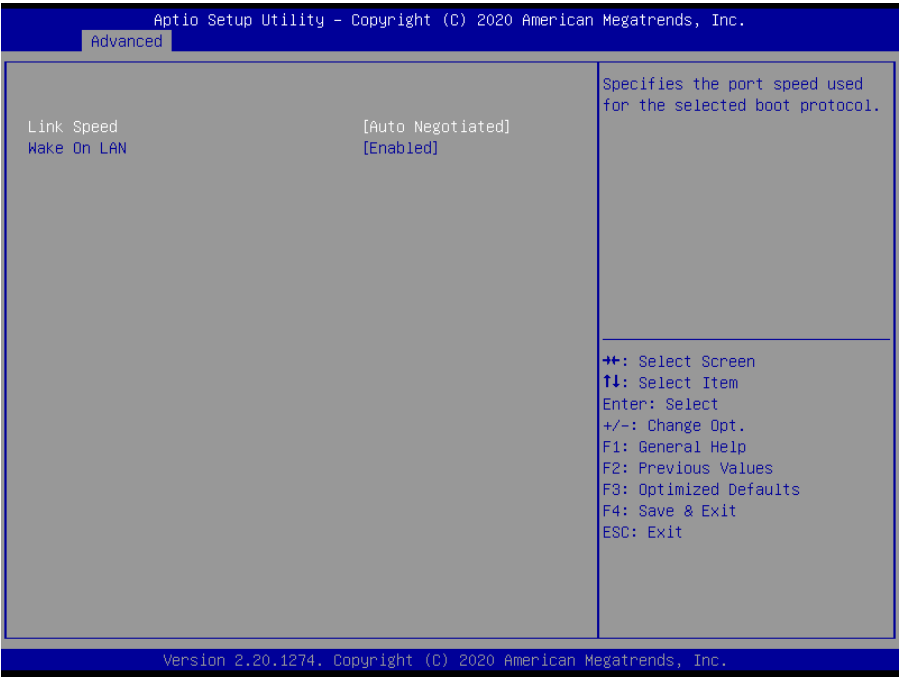 Aptio Setup Utility – Copyright (C) 2020 American Megatrends, Inc.
Advanced
Link Speed [Auto Negotiated]
Wake On LAN [Enabled]
Specifies the port speed used
for the selected boot protocol.
→←: Select Screen
↑↓: Select Item
Enter: Select
+/-: Change Opt.
F1: General Help
F2: Previous Values
F3: Optimized Defaults
F4: Save & Exit
ESC: Exit
Version 2.20.1274. Copyright (C) 2020 American Megatrends, Inc.